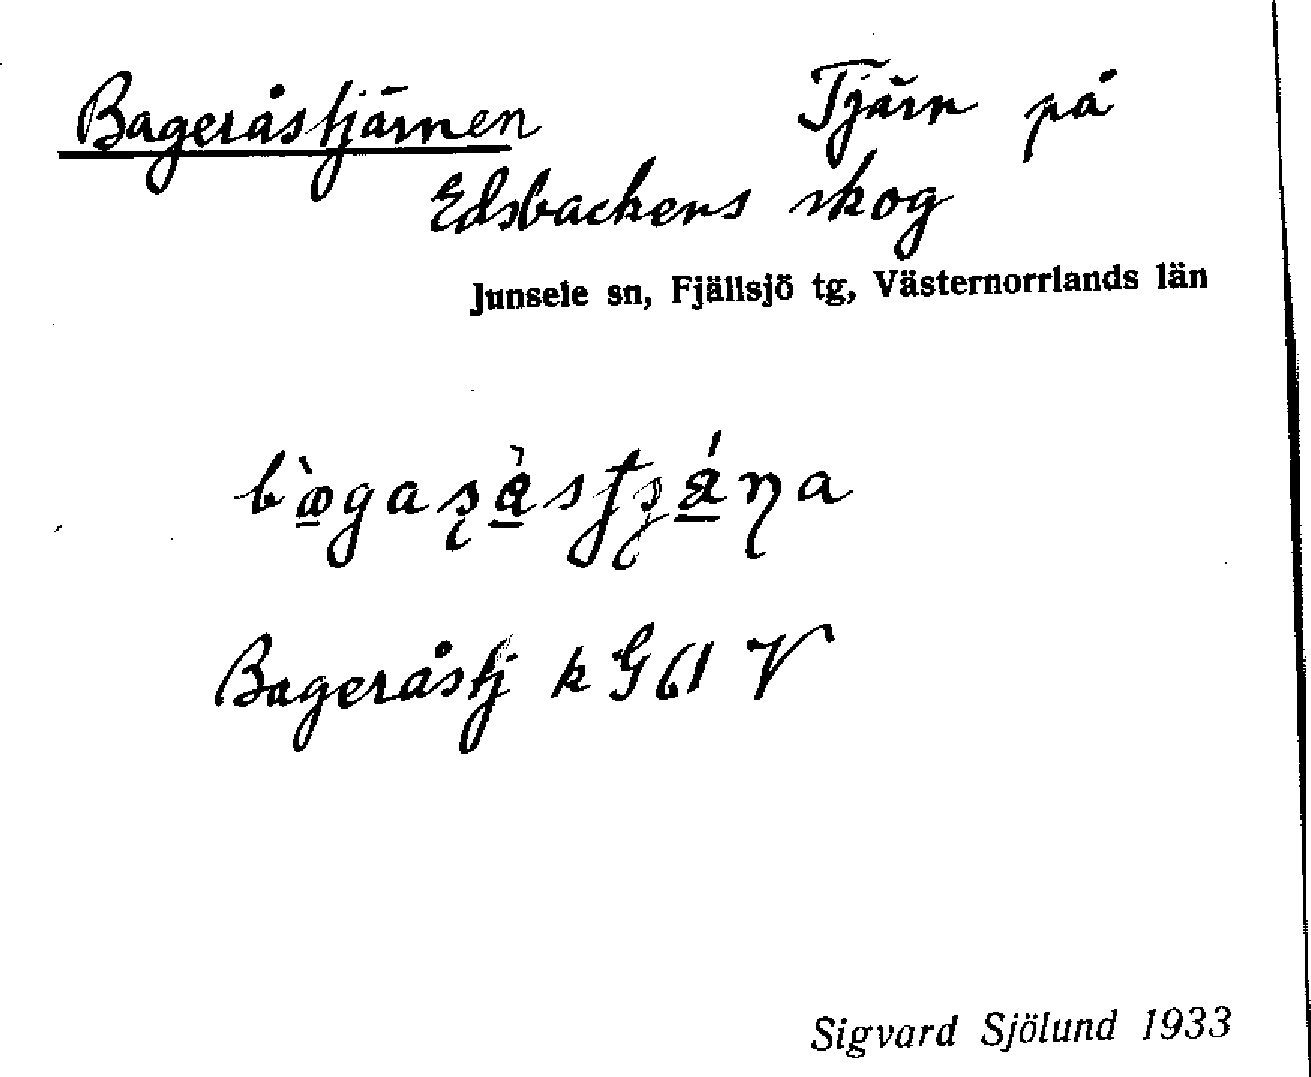 Bageråstjärnen Tjärn på
Edsbackens skog
Junsele sn, Fjällsjö tg, Västernorrlands län
Bageråstj k G61 V
Sigvard Sjölund 1933